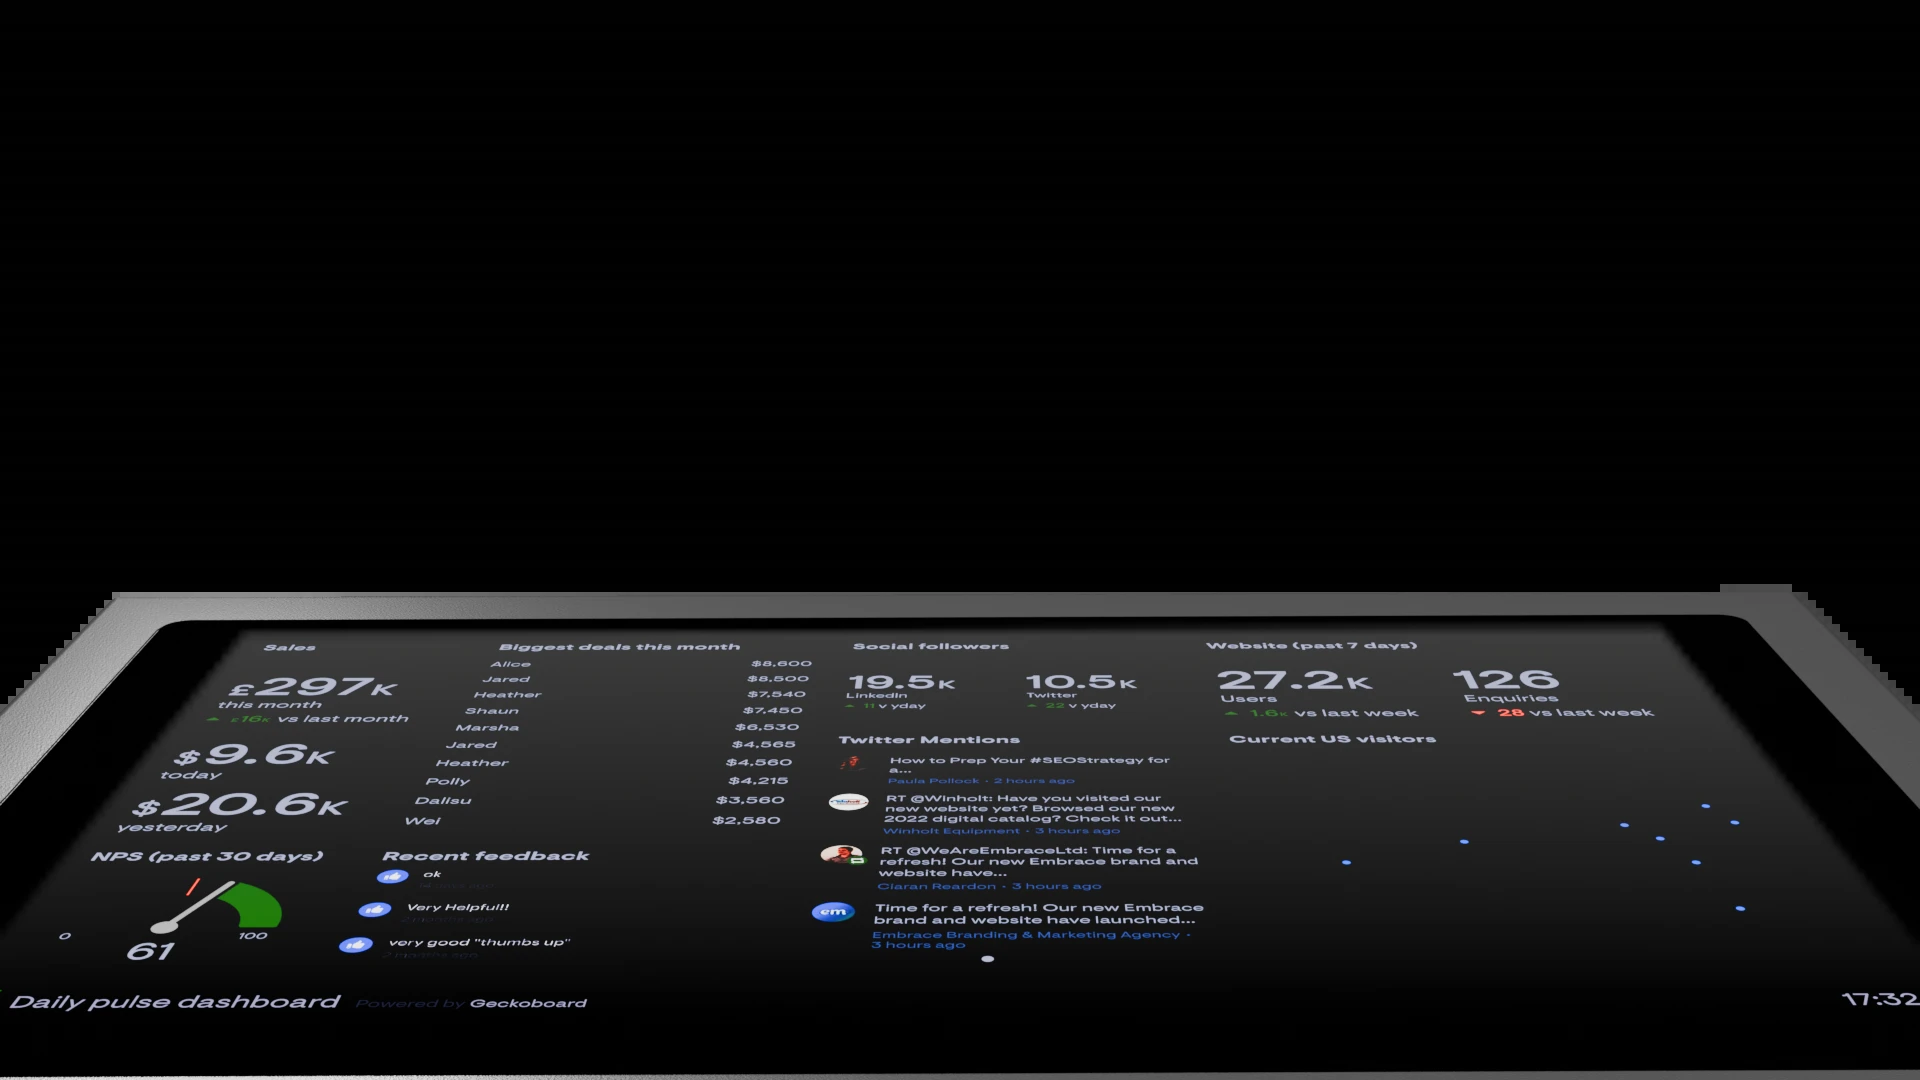 Sales
£297K
this month
£16K vs last month
$9.6K
today
$20.6K
yesterday
NPS (past 30 days)
0
100
61
Biggest deals this month
Alice $8,600
Jared $8,500
Heather $7,540
Shaun $7,450
Marsha $6,530
Jared $4,565
Heather $4,560
Polly $4,215
Dalisu $3,560
Wei $2,580
Recent feedback
ok
Very Helpful!!
2 months ago
very good "thumbs up"
2 months ago
Social followers
19.5K
LinkedIn
11 v yday
10.5K
Twitter
22 v yday
Twitter Mentions
How to Prep Your #SEOStrategy for
a...
Paula Pollock · 2 hours ago
RT @Winholt: Have you visited our
new website yet? Browsed our new
2022 digital catalog? Check it out...
Winholt Equipment · 3 hours ago
RT @WeAreEmbraceLtd: Time for a
refresh! Our new Embrace brand and
website have...
Ciaran Reardon · 3 hours ago
em
Time for a refresh! Our new Embrace
brand and website have launched...
Embrace Branding & Marketing Agency ·
3 hours ago
Website (past 7 days)
27.2K
Users
1.6K vs last week
126
Enquiries
28 vs last week
Current US visitors
Daily pulse dashboard
Powered by Geckoboard
17:32